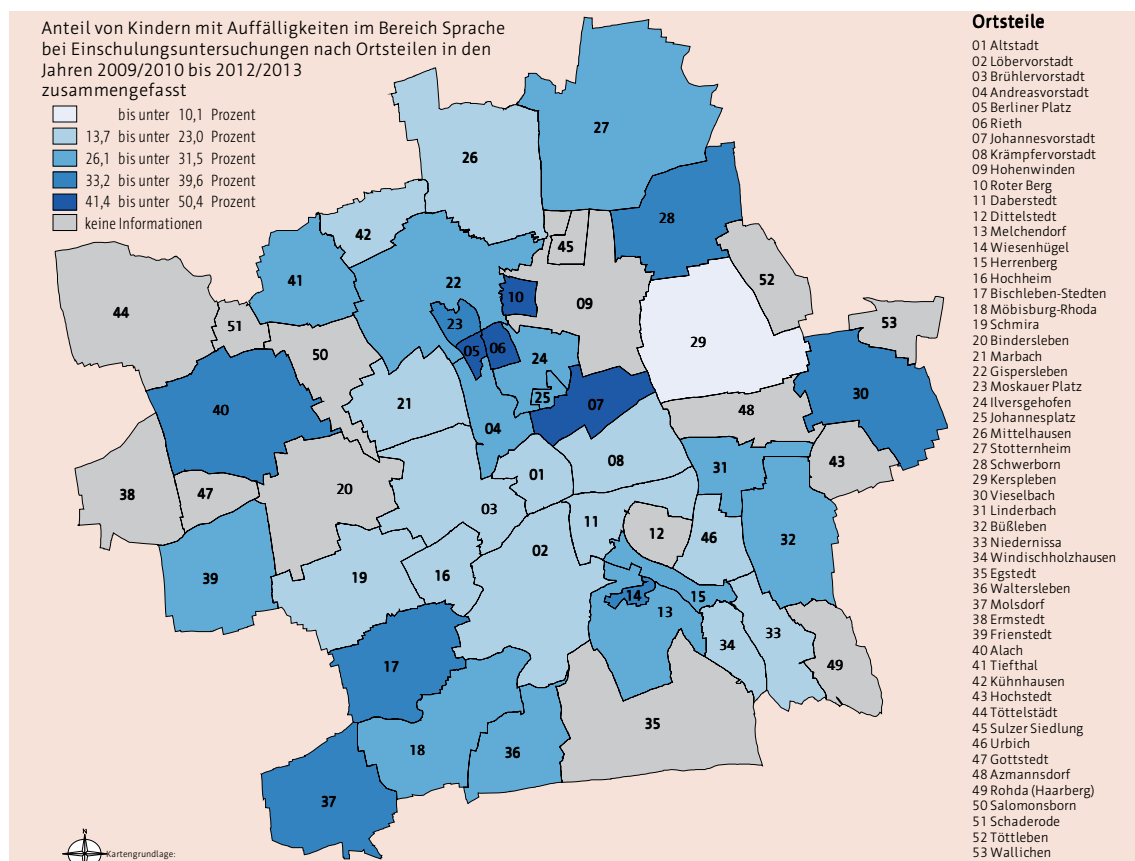 Anteil von Kindern mit Auffälligkeiten im Bereich Sprache
bei Einschulungsuntersuchungen nach Ortsteilen in den
Jahren 2009/2010 bis 2012/2013
zusammengefasst
bis unter 10,1 Prozent
13,7 bis unter 23,0 Prozent
26,1 bis unter 31,5 Prozent
33,2 bis unter 39,6 Prozent
41,4 bis unter 50,4 Prozent
keine Informationen
Ortsteile
01 Altstadt
02 Löbervorstadt
03 Brühlervorstadt
04 Andreasvorstadt
05 Berliner Platz
06 Rieth
07 Johannesvorstadt
08 Krämpfervorstadt
09 Hohenwinden
10 Roter Berg
11 Daberstedt
12 Dittelstedt
13 Melchendorf
14 Wiesenhügel
15 Herrenberg
16 Hochheim
17 Bischleben-Stedten
18 Möbisburg-Rhoda
19 Schmira
20 Bindersleben
21 Marbach
22 Gispersleben
23 Moskauer Platz
24 Ilversgehofen
25 Johannesplatz
26 Mittelhausen
27 Stotternheim
28 Schwerborn
29 Kerspleben
30 Vieselbach
31 Linderbach
32 Büßleben
33 Niedernissa
34 Windischholzhausen
35 Egstedt
36 Waltersleben
37 Molsdorf
38 Ermstedt
39 Frienstedt
40 Alach
41 Tiefthal
42 Kühnhausen
43 Hochstedt
44 Töttelstädt
45 Sulzer Siedlung
46 Urbich
47 Gottstedt
48 Azmannsdorf
49 Rohda (Haarberg)
50 Salomonsborn
51 Schaderode
52 Töttleben
53 Wallichen
27
26
28
42
45
41
22
52
44
10
09
53
51
23
50
05
06
24
29
25
30
40
21
07
48
04
08
31
43
01
38
47
20
03
11
12
46
32
02
39
19
16
14
15
13
34
33
17
49
35
18
36
37
N
Kartengrundlage: